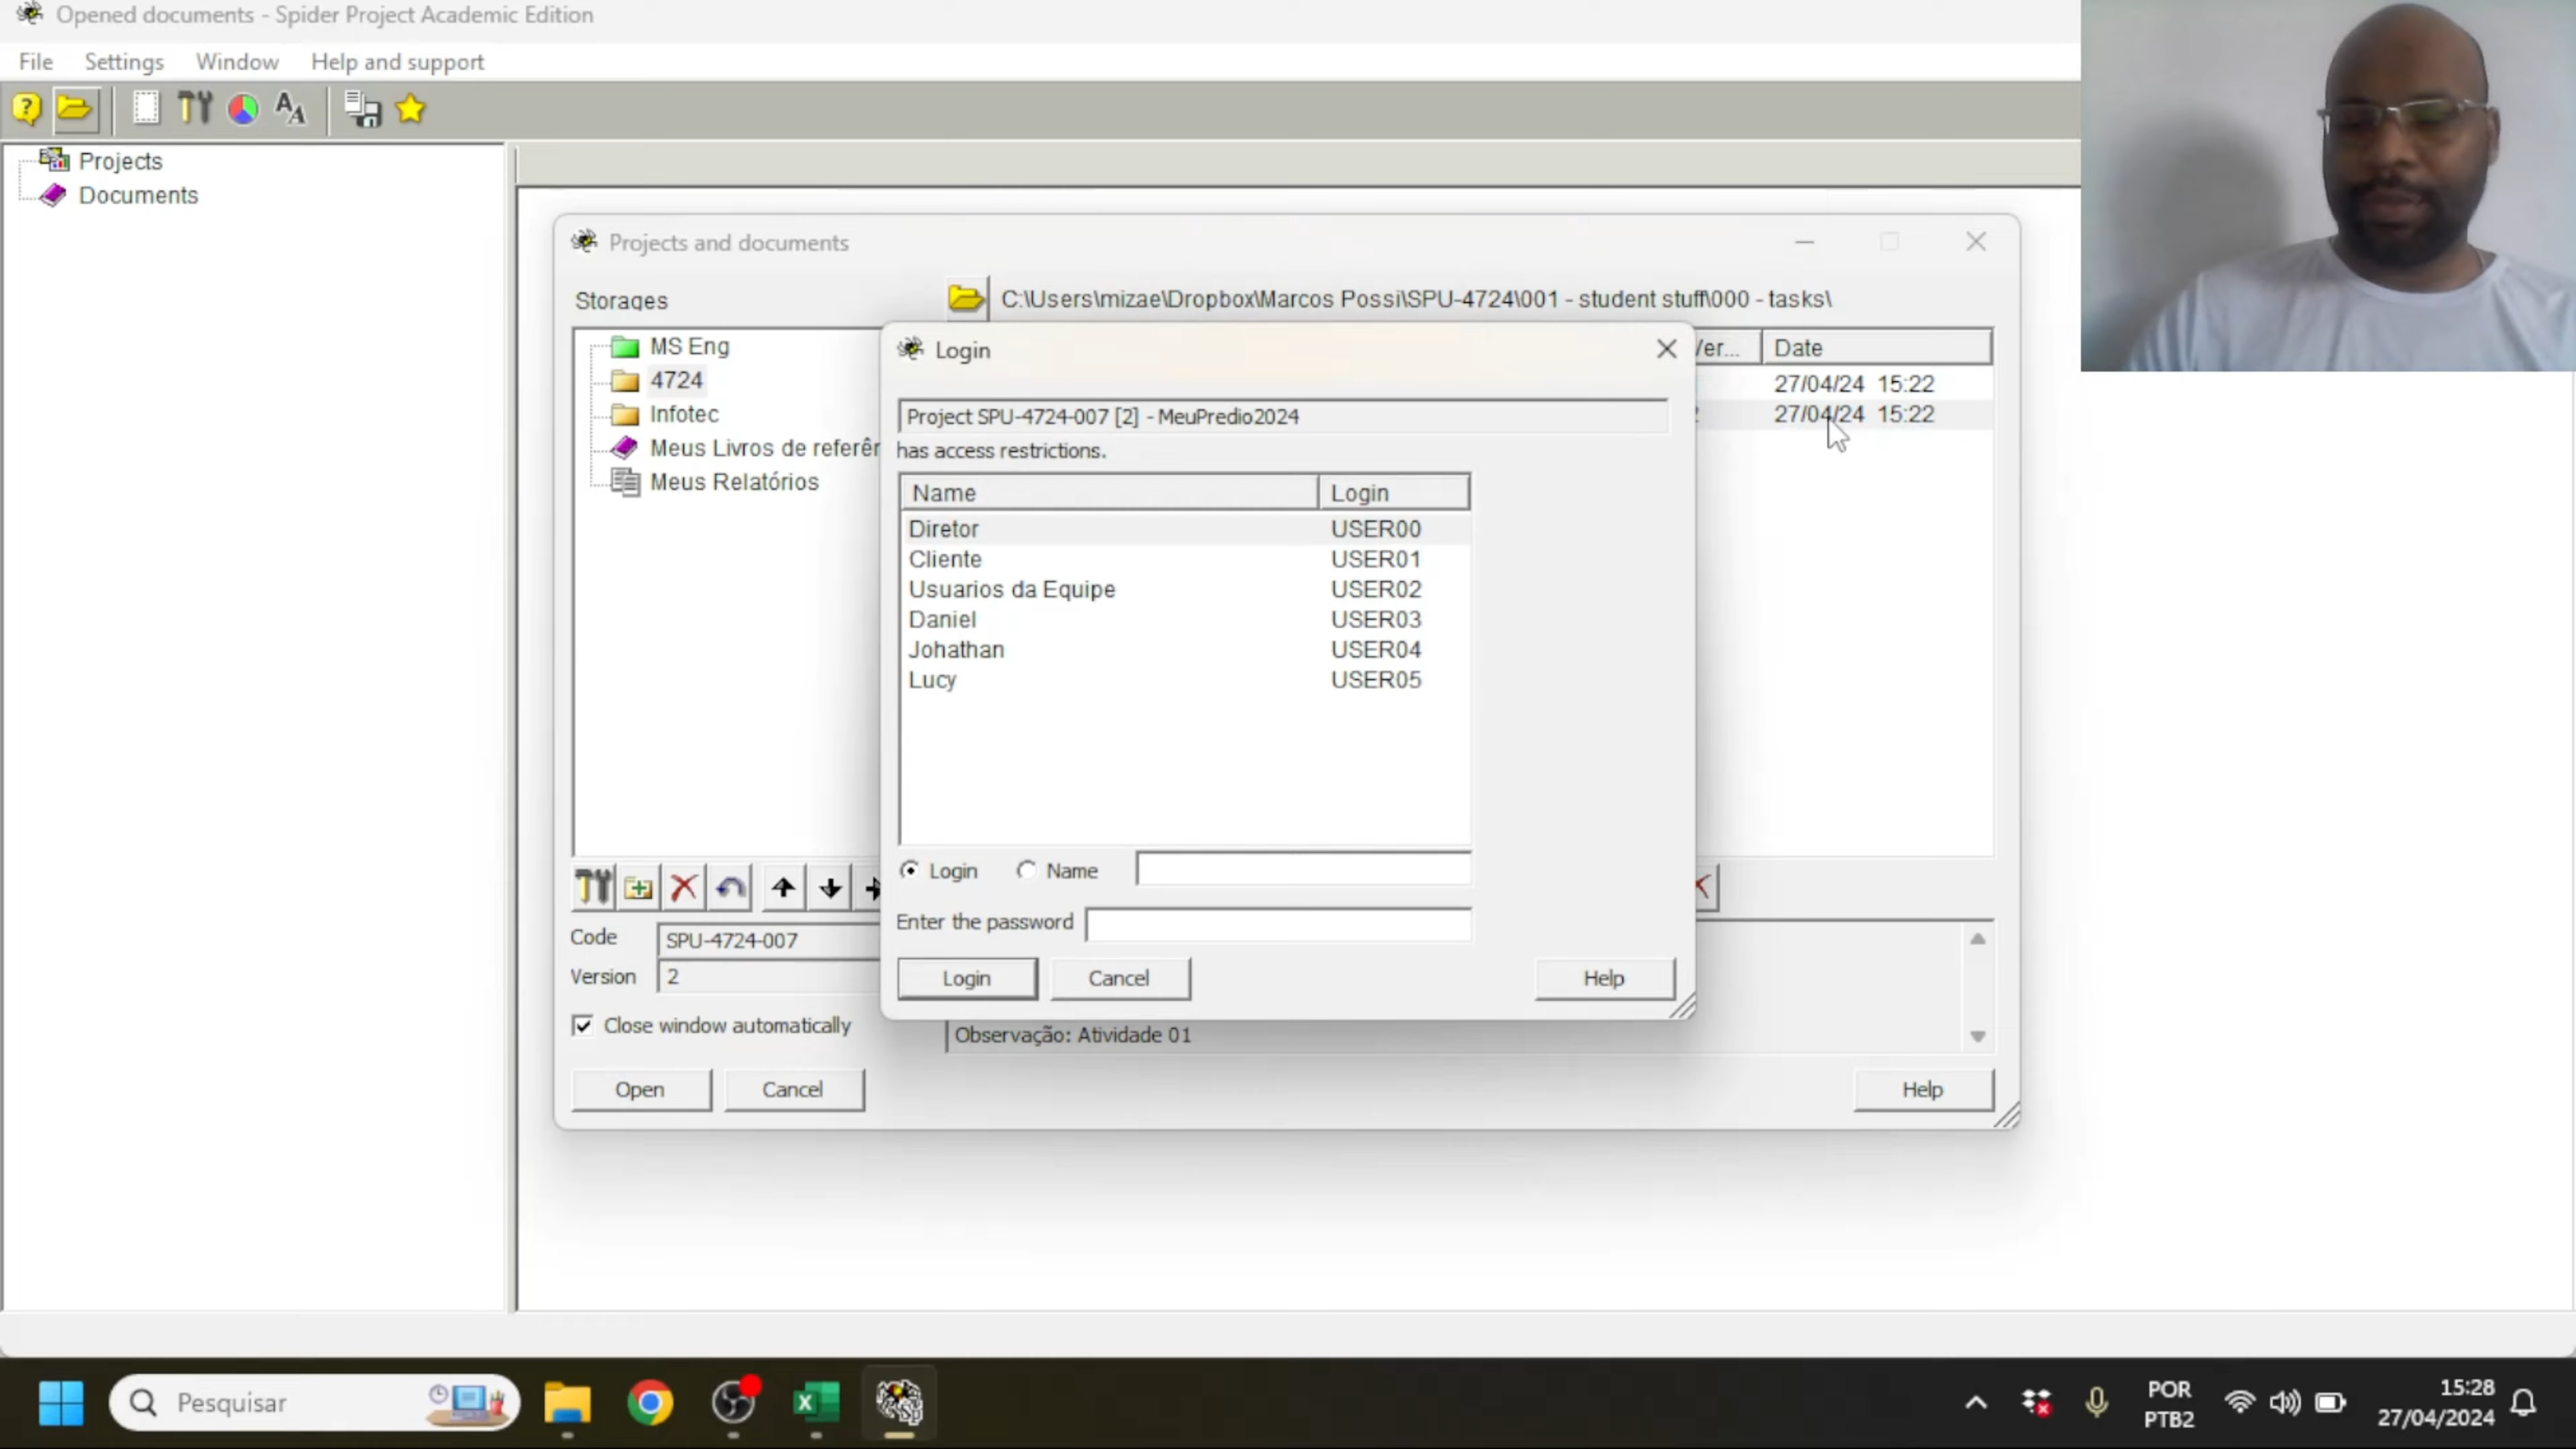 Opened documents - Spider Project Academic Edition
File Settings Window Help and support
Projects
Documents
Projects and documents
Storages
C:\Users\mizae\Dropbox\Marcos Possi\SPU-4724\001 - student stuff\000 - tasks\
MS Eng
4724
Infotec
Meus Livros de referên
Meus Relatórios
Ver... Date
27/04/24 15:22
27/04/24 15:22
Login
Project SPU-4724-007 [2] - MeuPredio2024
has access restrictions.
Name Login
Diretor USER00
Cliente USER01
Usuarios da Equipe USER02
Daniel USER03
Johathan USER04
Lucy USER05
Login Name
Enter the password
Login Cancel Help
Code SPU-4724-007
Version 2
Close window automatically
Observação: Atividade 01
Open Cancel Help
Pesquisar
POR
PTB2
15:28
27/04/2024